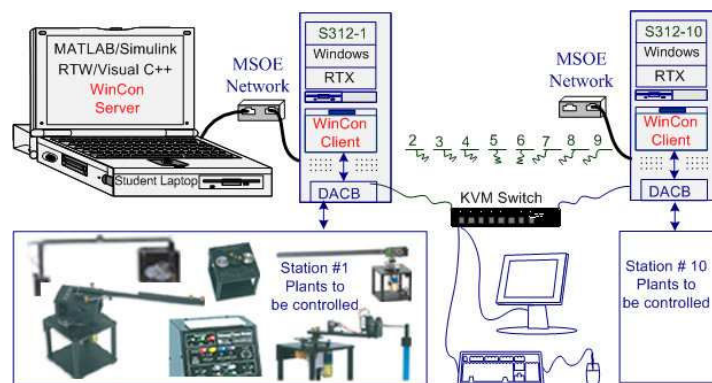 MATLAB/Simulink
RTW/Visual C++
WinCon
Server
Student Laptop
MSOE
Network
S312-1
Windows
RTX
WinCon
Client
DACB
2 3 4 5 6 7 8 9
KVM Switch
MSOE
Network
S312-10
Windows
RTX
WinCon
Client
DACB
Station #1
Plants to
be controlled
Station # 10
Plants to
be controlled